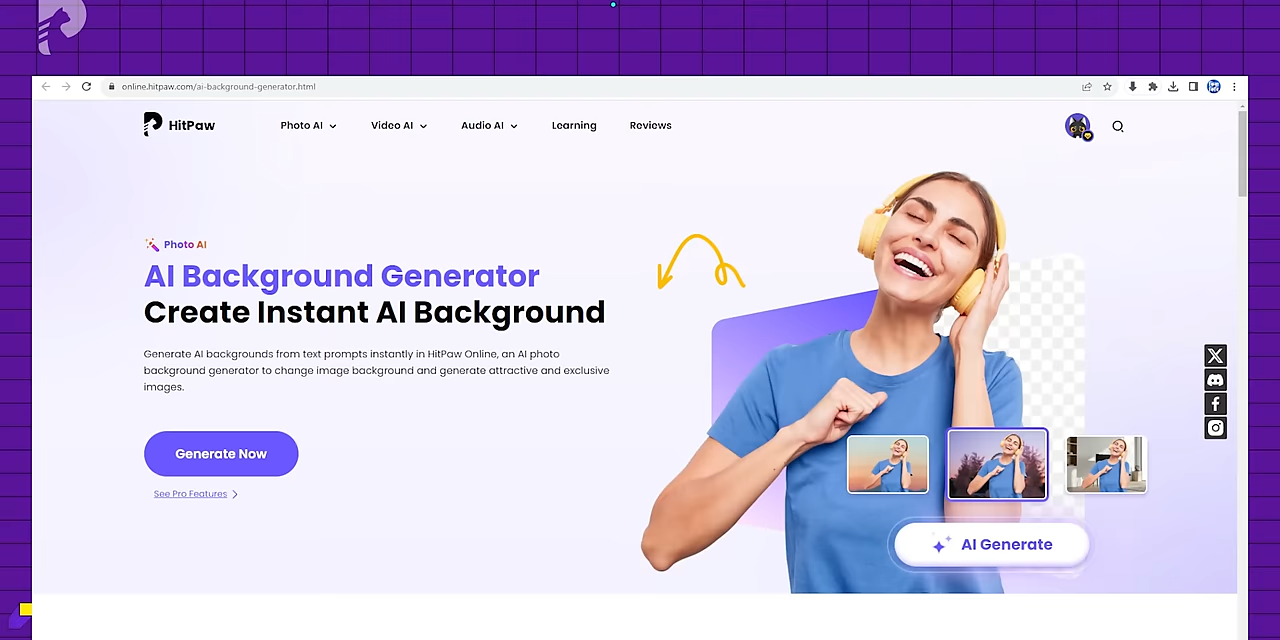 online.hitpaw.com/ai-background-generator.html
HitPaw
Photo AI
Video AI
Audio AI
Learning
Reviews
Photo AI
AI Background Generator
Create Instant AI Background
Generate AI backgrounds from text prompts instantly in HitPaw Online, an AI photo
background generator to change image background and generate attractive and exclusive
images.
Generate Now
See Pro Features
AI Generate